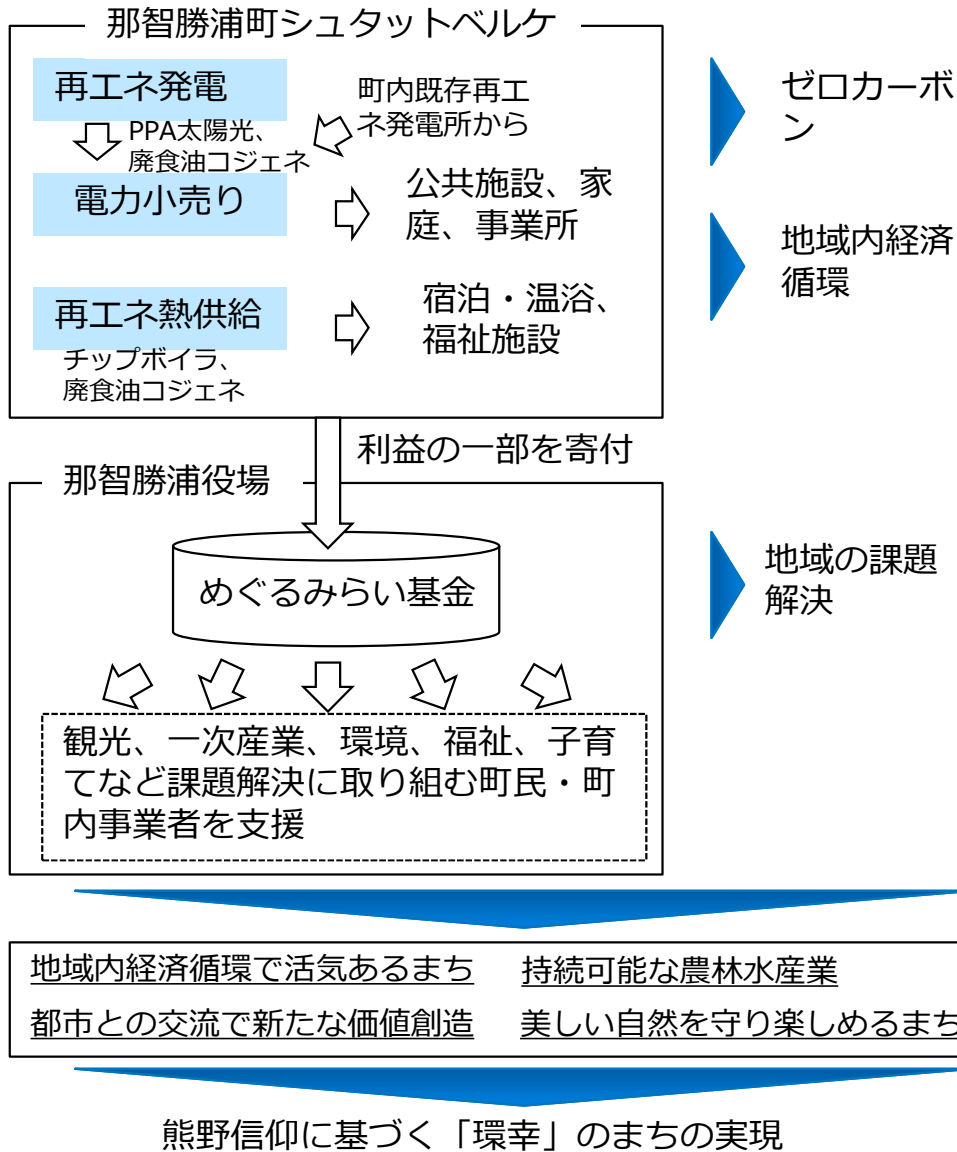 那智勝浦町シュタットベルケ
再エネ発電
町内既存再エ
ネ発電所から
PPA太陽光、
廃食油コジェネ
電力小売り
公共施設、家
庭、事業所
再エネ熱供給
チップボイラ、
廃食油コジェネ
宿泊・温浴、
福祉施設
ゼロカーボ
ン
地域内経済
循環
利益の一部を寄付
那智勝浦役場
めぐるみらい基金
地域の課題
解決
観光、一次産業、環境、福祉、子育
てなど課題解決に取り組む町民・町
内事業者を支援
地域内経済循環で活気あるまち 持続可能な農林水産業
都市との交流で新たな価値創造 美しい自然を守り楽しめるまち
熊野信仰に基づく「環幸」のまちの実現